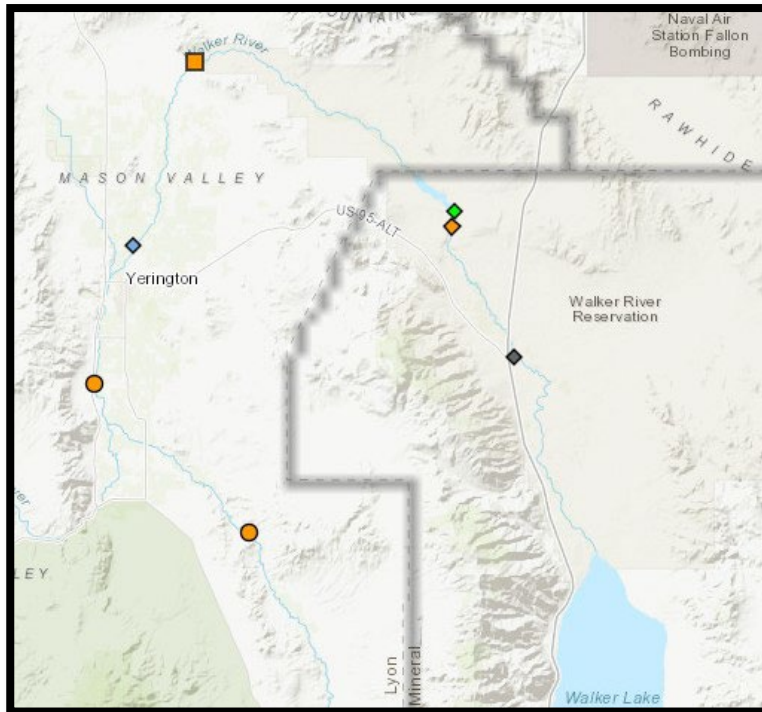 Naval Air
Station Fallon
Bombing
Walker River
RAWHIDE
MASON VALLEY
US-95-ALT
Yerington
Walker River
Reservation
LEY
Lyon
Mineral
Walker Lake